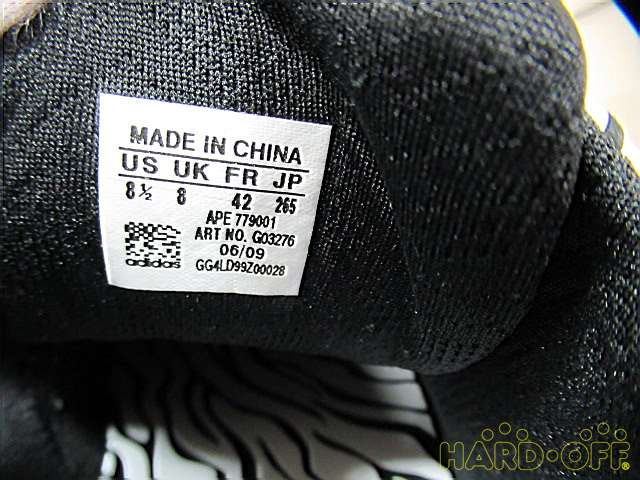 MADE IN CHINA
US UK FR JP
8½ 8 42 265
APE 779001
ART NO. G03276
06/09
adidas GG4LD99Z00028
HARD·OFF